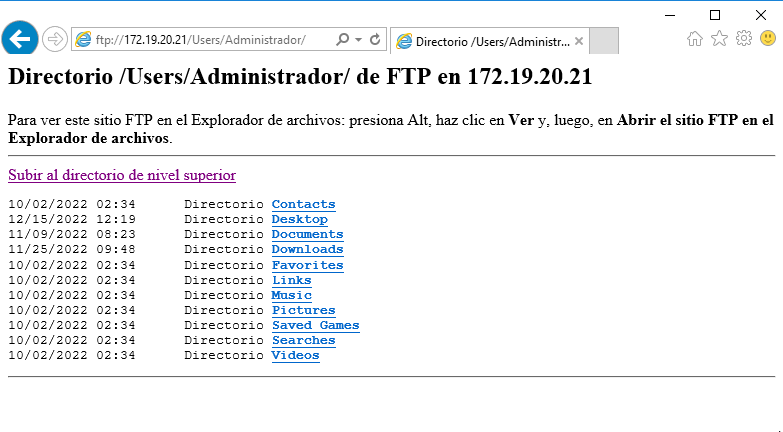 ftp://172.19.20.21/Users/Administrador/
Directorio /Users/Administr...
Directorio /Users/Administrador/ de FTP en 172.19.20.21
Para ver este sitio FTP en el Explorador de archivos: presiona Alt, haz clic en Ver y, luego, en Abrir el sitio FTP en el
Explorador de archivos.
Subir al directorio de nivel superior
10/02/2022 02:34 Directorio Contacts
12/15/2022 12:19 Directorio Desktop
11/09/2022 08:23 Directorio Documents
11/25/2022 09:48 Directorio Downloads
10/02/2022 02:34 Directorio Favorites
10/02/2022 02:34 Directorio Links
10/02/2022 02:34 Directorio Music
10/02/2022 02:34 Directorio Pictures
10/02/2022 02:34 Directorio Saved Games
10/02/2022 02:34 Directorio Searches
10/02/2022 02:34 Directorio Videos